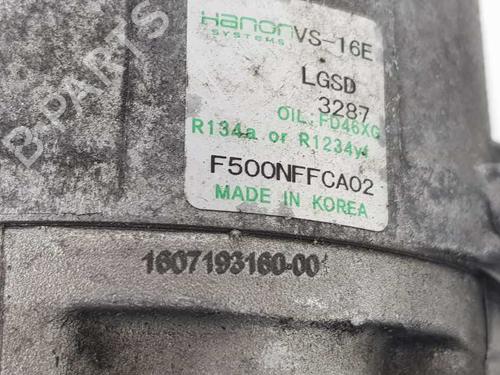 B-PARTS
Hanon VS-16E
SYSTEMS
LGSD
3287
OIL: FD46XG
R134a or R1234yf
F500NFFCA02
MADE IN KOREA
1607193160-00